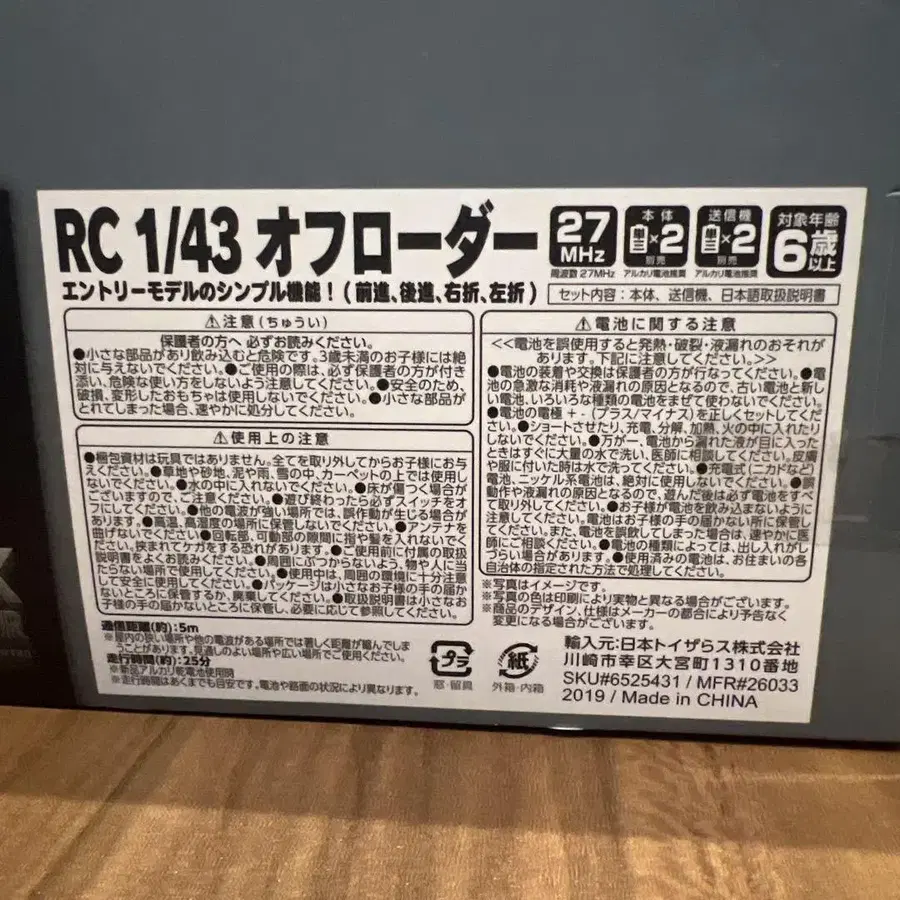 RC 1/43 オフローダー
エントリーモデルのシンプル機能！(前進、後進、右折、左折)
27
MHz
周波数 27MHz
本体
×2
別売
アルカリ電池推奨
送信機
×2
別売
アルカリ電池推奨
対象年齢
6歳以上
セット内容：本体、送信機、日本語取扱説明書
⚠注意(ちゅうい)
保護者の方へ 必ずお読みください。
●小さな部品があり飲み込むと危険です。3歳未満のお子様には絶
対に与えないでください。●ご使用の際は、必ず保護者の方が付き
添い、危険な使い方をしないよう注意してください。●安全のため、
破損、変形したおもちゃは使用しないでください。●小さな部品が
とれてしまった場合、速やかに処分してください。
⚠使用上の注意
●梱包資材は玩具ではありません。全てを取り外してからお子様にお与
えください。●草地や砂地、泥や雨、雪の中、カーペットの上では使用し
ないでください。●水の中に入れないでください。●床が傷つく場合が
ございますので、ご注意ください。●遊び終わったら必ずスイッチをオ
フにしてください。●他の電波が強い場所では、誤動作が生じる場合が
あります。●高温、高湿度の場所に保管しないでください。●アンテナを
曲げないでください。●回転部、可動部の隙間に指や髪を入れないでく
ださい。挟まれてケガをする恐れがあります。●ご使用前に付属の取扱
説明書をよくお読みください。●周囲にぶつからないよう、物や人に当
たらないようにしてください。●使用中は、周囲の環境に十分注意
して安全に使用してください。●パッケージは小さなお子様の手の届か
ないところに保管するか、廃棄してください。●取扱説明書は小さなお
子様の手の届かないところに保管し、必要に応じて参照してください。
通信距離(約)：5m
※屋内の狭い場所や他の電波がある場所では著しく距離が縮んでしま
うことがあります。見通しのよい場所や広い場所でご使用ください。
走行時間(約)：25分
※新品アルカリ乾電池使用時
※走行時間はあくまでも目安です。電池や路面の状況により異なります。
プラ
窓・留具
紙
外箱・内箱
⚠電池に関する注意
<<電池を誤使用すると発熱・破裂・液漏れのおそれが
あります。下記に注意してください。>>
●電池の装着や交換は保護者の方が行なってください。●電
池の急激な消耗や液漏れの原因となるので、古い電池と新し
い電池、いろいろな種類の電池をまぜて使わないでください。
●電池の電極＋-(プラス/マイナス)を正しくセットしてくだ
さい。●ショートさせたり、充電、分解、加熱、火の中に入れたり
しないでください。●万が一、電池から漏れた液が目に入った
ときはすぐに大量の水で洗い、医師に相談してください。皮膚
や服に付いた時は水で洗ってください。●充電式(ニカドなど)
電池、ニッケル系電池は、絶対に使用しないでください。●誤
動作や液漏れの原因となるので、遊んだ後は必ず電池をすべ
て取り外してください。●お子様が電池を飲み込まないように
注意してください。電池はお子様の手の届かない所に保管し
てください。また、電池を誤飲してしまった場合は、速やかに医
師にご相談ください。●電池の種類によっては、出し入れがし
づらい場合があります。●使用済みの電池は、お住まいの各
自治体の指定された方法で処理してください。
※写真はイメージです。
※写真の色は印刷により実物と異なる場合がございます。
※商品のデザイン、仕様はメーカーの都合により予告なく
変更になる場合がございます。
輸入元：日本トイザらス株式会社
川崎市幸区大宮町1310番地
SKU#6525431 / MFR#26033
2019 / Made in CHINA